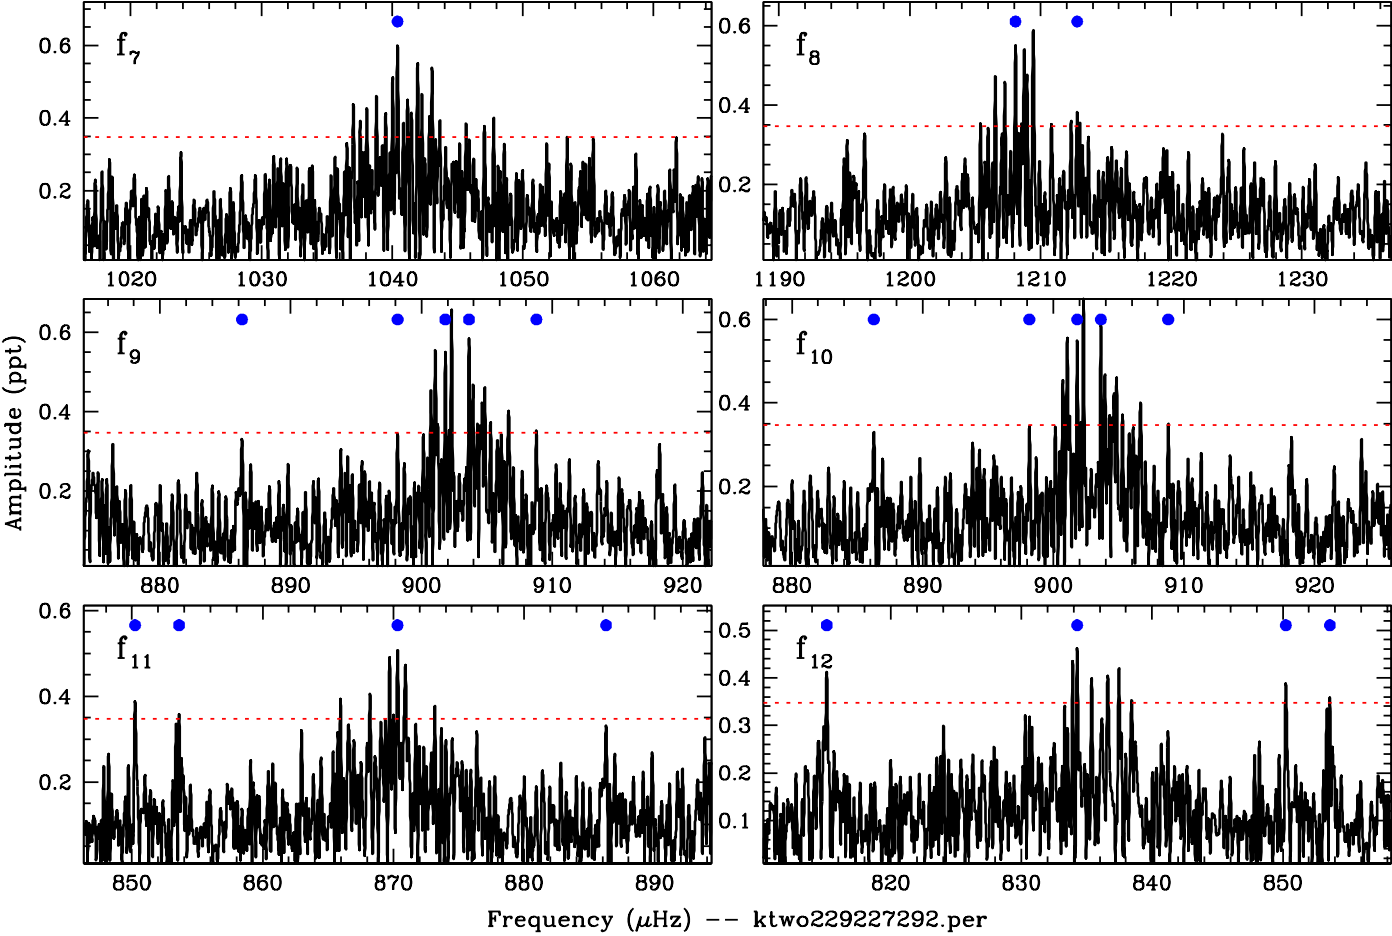 f7 f8
0.6 0.4 0.2 0.6 0.4 0.2
1020 1030 1040 1050 1060 1190 1200 1210 1220 1230
f9 f10
0.6 0.4 0.2 0.6 0.4 0.2
880 890 900 910 920 880 890 900 910 920
f11 f12
0.6 0.4 0.2 0.5 0.4 0.3 0.2 0.1
850 860 870 880 890 820 830 840 850
Amplitude (ppt)
Frequency (μHz) -- ktwo229227292.per